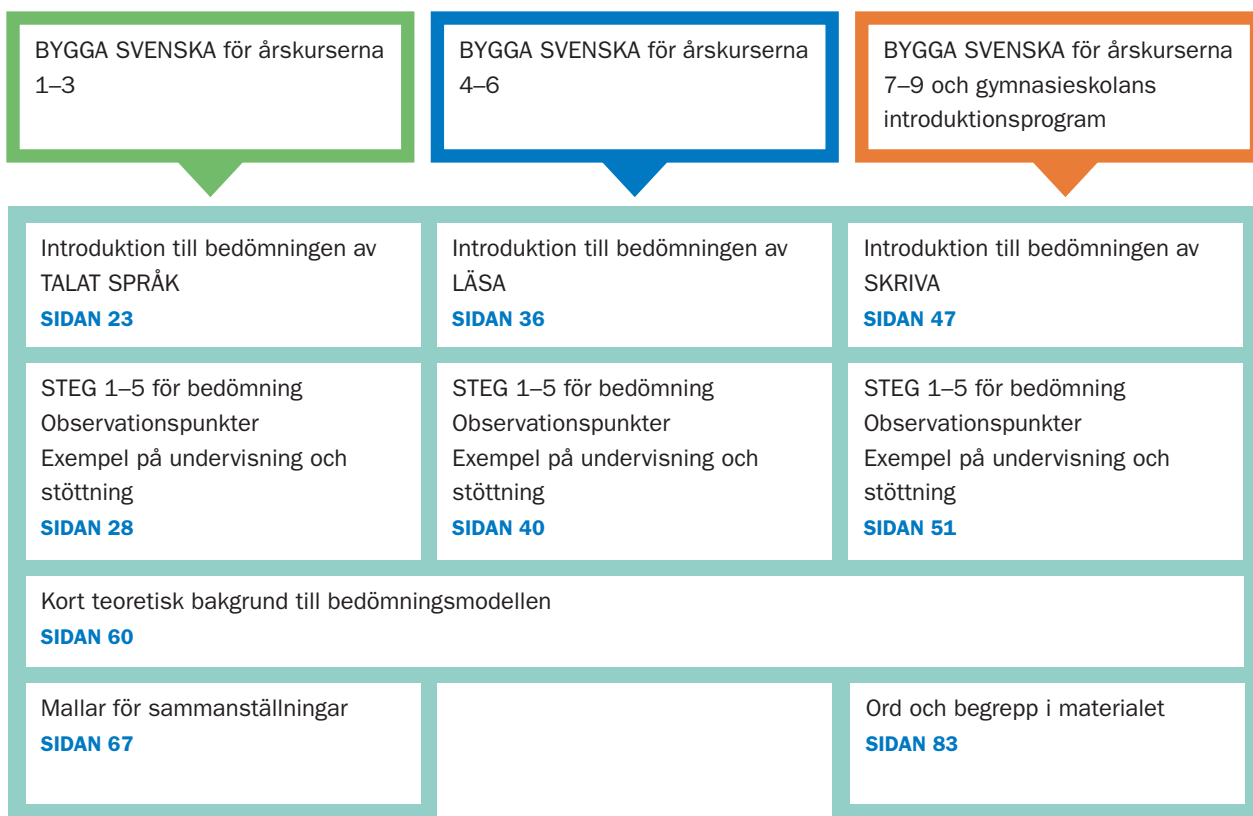 BYGGA SVENSKA för årskurserna
1–3
BYGGA SVENSKA för årskurserna
4–6
BYGGA SVENSKA för årskurserna
7–9 och gymnasieskolans
introduktionsprogram
Introduktion till bedömningen av
TALAT SPRÅK
SIDAN 23
Introduktion till bedömningen av
LÄSA
SIDAN 36
Introduktion till bedömningen av
SKRIVA
SIDAN 47
STEG 1–5 för bedömning
Observationspunkter
Exempel på undervisning och
stöttning
SIDAN 28
STEG 1–5 för bedömning
Observationspunkter
Exempel på undervisning och
stöttning
SIDAN 40
STEG 1–5 för bedömning
Observationspunkter
Exempel på undervisning och
stöttning
SIDAN 51
Kort teoretisk bakgrund till bedömningsmodellen
SIDAN 60
Mallar för sammanställningar
SIDAN 67
Ord och begrepp i materialet
SIDAN 83